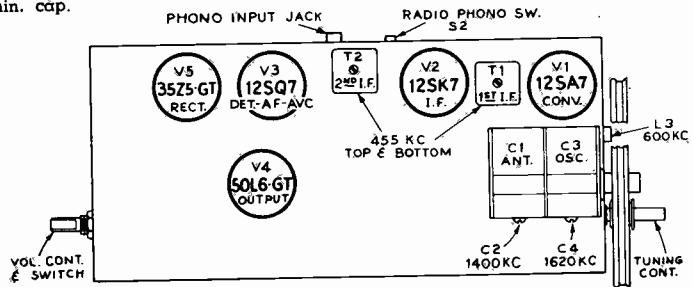 min. cap.
PHONO INPUT JACK
RADIO PHONO SW.
S2
V5
35Z5-GT
RECT.
V3
12SQ7
DET-AF-AVC
T2
2ND I.F.
V2
12SK7
I.F.
T1
1ST I.F.
V1
12SA7
CONV.
455 KC
TOP & BOTTOM
C1
ANT.
C3
OSC.
L3
600KC
V4
50L6-GT
OUTPUT
VOL. CONT.
& SWITCH
C2
1400KC
C4
1620KC
TUNING
CONT.